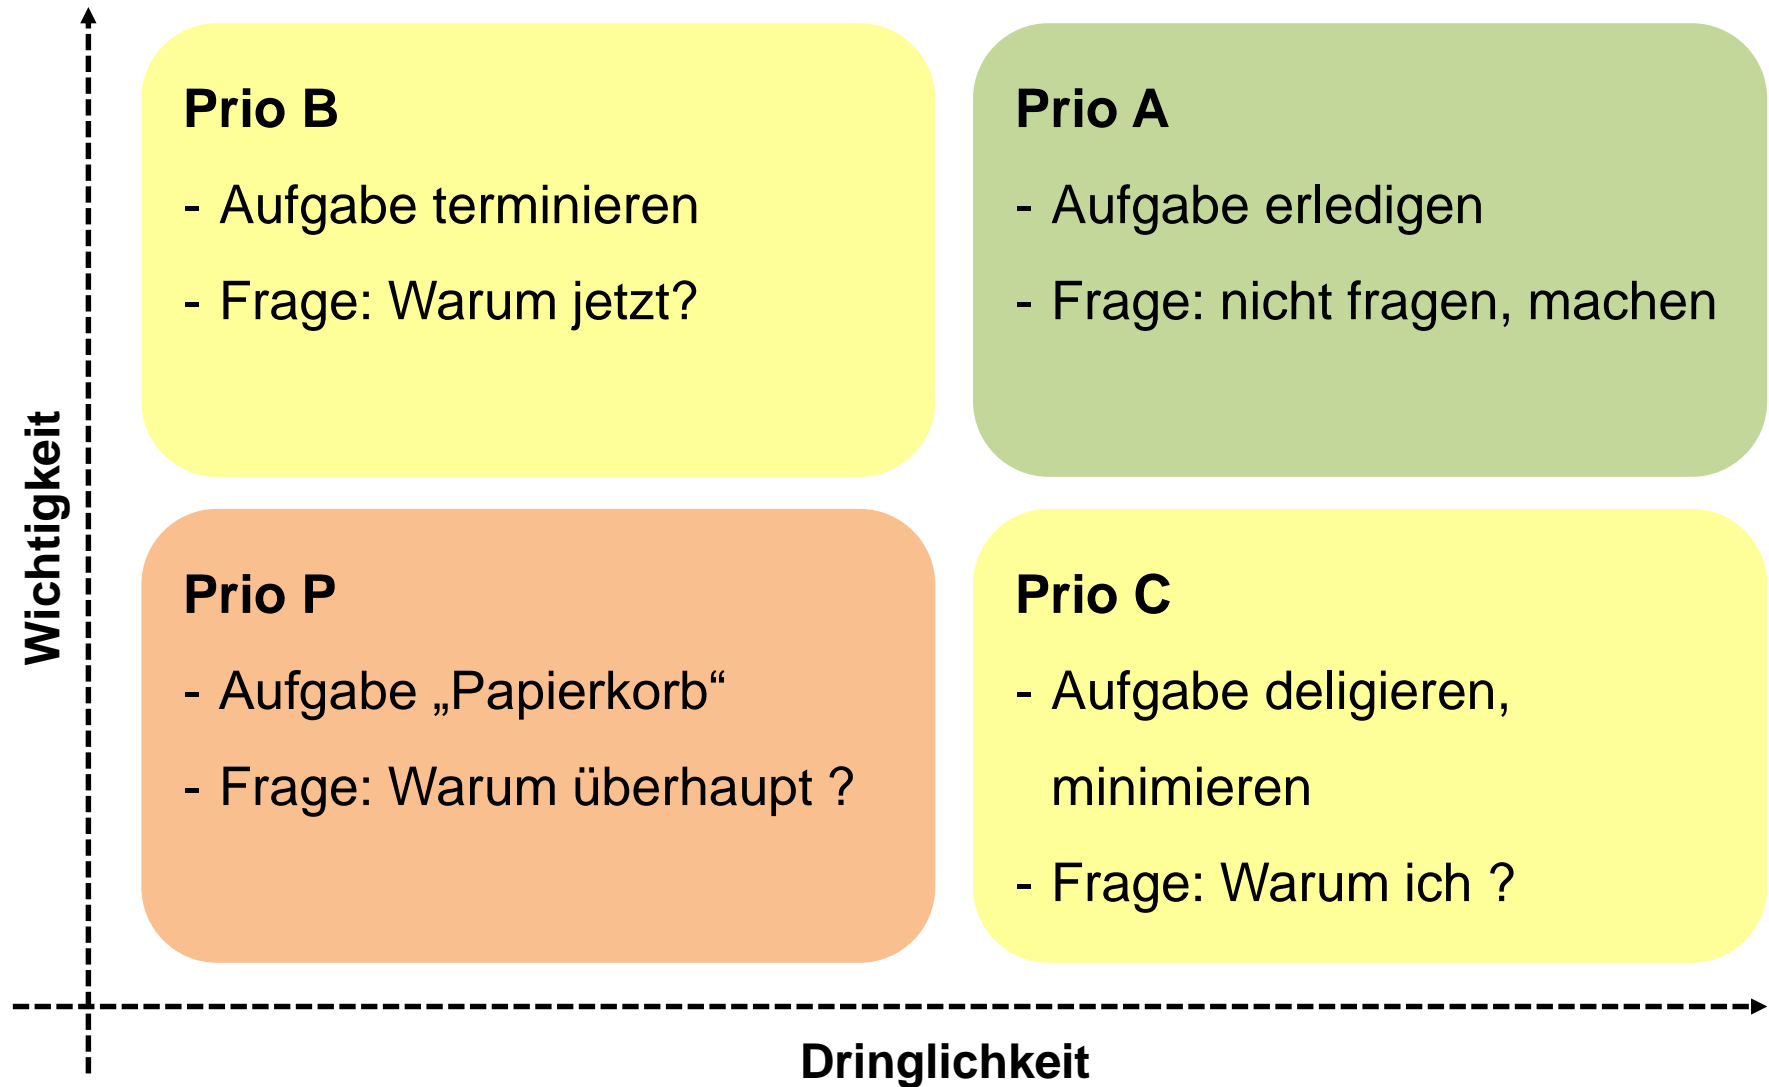 Prio B
- Aufgabe terminieren
- Frage: Warum jetzt?
Prio A
- Aufgabe erledigen
- Frage: nicht fragen, machen
Wichtigkeit
Prio P
- Aufgabe „Papierkorb“
- Frage: Warum überhaupt ?
Prio C
- Aufgabe deligieren,
minimieren
- Frage: Warum ich ?
Dringlichkeit